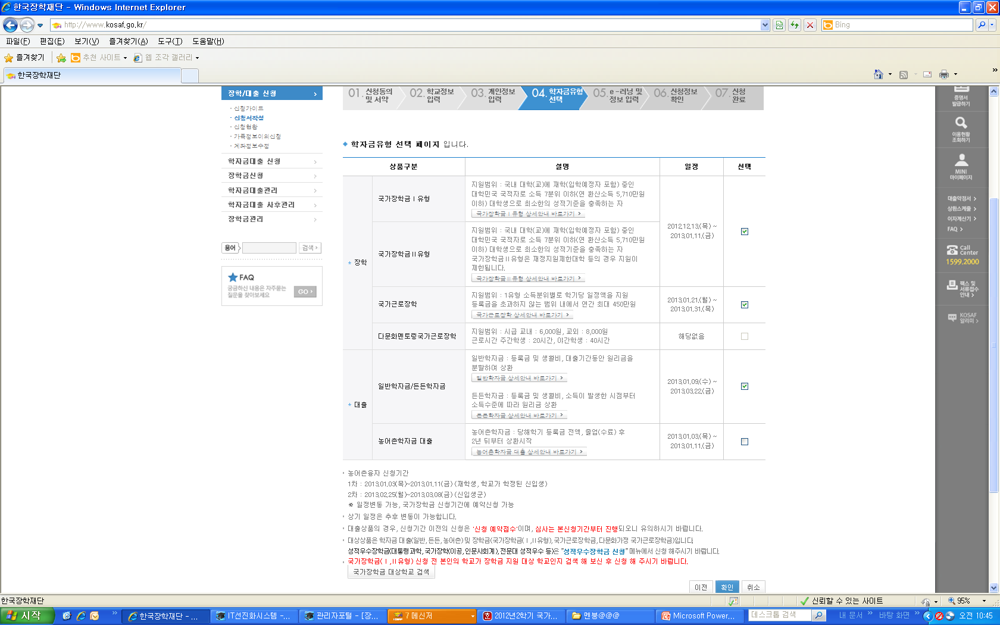 한국장학재단 - Windows Internet Explorer
http://www.kosaf.go.kr/
Bing
파일(F) 편집(E) 보기(V) 즐겨찾기(A) 도구(T) 도움말(H)
즐겨찾기 추천 사이트 웹 조각 갤러리
한국장학재단
장학/대출 신청
· 신청가이드
· 신청서작성
· 신청현황
· 가족정보이의신청
· 계좌정보수정
학자금대출 신청
장학금신청
학자금대출관리
학자금대출 사후관리
장학금관리
용어 검색
FAQ
궁금하신 내용은 자주묻는
질문을 찾아보세요
GO
01. 신청동의 및 서약
02. 학교정보 입력
03. 개인정보 입력
04. 학자금유형 선택
05. e-러닝 및 정보 입력
06. 신청정보 확인
07. 신청 완료
학자금유형 선택 페이지 입니다.
상품구분 설명 일정 선택
* 장학
국가장학금Ⅰ유형
지원범위 : 국내 대학(교)에 재학(입학예정자 포함) 중인
대학민국 국적자로 소득 7분위 이하(연 환산소득 5,710만원
이하) 대학생으로 최소한의 성적기준을 충족하는 자
국가장학금Ⅰ유형 상세안내 바로가기
2012.12.13.(목) ~
2013.01.11.(금)
국가장학금Ⅱ유형
지원범위 : 국내 대학(교)에 재학(입학예정자 포함) 중인
대학민국 국적자로 소득 7분위 이하(연 환산소득 5,710만원
이하) 대학생으로 최소한의 성적기준을 충족하는 자
국가장학금Ⅱ유형은 재정지원제한대학 등의 경우 지원이
제한됩니다.
국가장학금Ⅱ유형 상세안내 바로가기
국가근로장학
지원범위 : 1유형 소득분위별로 학기당 일정액을 지원
등록금을 초과하지 않는 범위 내에서 연간 최대 450만원
국가근로장학 상세안내 바로가기
2013.01.21.(월) ~
2013.01.31.(목)
다문화멘토링국가근로장학
지원범위 : 시급 교내 : 6,000원, 교외 : 8,000원
근로시간 주간학생 : 20시간, 야간학생 : 40시간
해당없음
* 대출
일반학자금/든든학자금
일반학자금 : 등록금 및 생활비, 대출기간동안 원리금을
분할하여 상환
일반학자금 상세안내 바로가기
든든학자금 : 등록금 및 생활비, 소득이 발생한 시점부터
소득수준에 따라 원리금 상환
든든학자금 상세안내 바로가기
2013.01.09.(수) ~
2013.03.22.(금)
농어촌학자금 대출
농어촌학자금 : 당해학기 등록금 전액, 졸업(수료) 후
2년 뒤부터 상환시작
농어촌학자금 대출 상세안내 바로가기
2013.01.03.(목) ~
2013.01.11.(금)
농어촌융자 신청기간
1차 : 2013.01.03(목)~2013.01.11(금) (재학생, 학교가 학정된 신입생)
2차 : 2013.02.25(월)~2013.03.08(금) (신입생군)
※ 일정변동 가능, 국가장학금 신청기간에 예약신청 가능
상기 일정은 추후 변동이 가능합니다.
대출상품의 경우, 신청기간 이전의 신청은 '신청 예약접수'이며, 심사는 본신청기간부터 진행되오니 유의하시기 바랍니다.
대상상품은 학자금 대출(일반, 든든, 농어촌) 및 장학금(국가장학금(Ⅰ,Ⅱ유형), 국가근로장학금, 다문화가정 국가근로장학금)입니다.
성적우수장학금(대통령과학, 국가장학(이공, 인문사회계), 전문대 성적우수 등)은 "성적우수장학금 신청" 메뉴에서 신청 해주시기 바랍니다.
국가장학금(Ⅰ,Ⅱ유형) 신청 전 본인의 학교가 장학금 지원 대상 학교인지 검색 해 보신 후 신청 해 주시기 바랍니다.
국가장학금 대상학교 검색
이전 확인 취소
증명서
발급하기
이용현황
조회하기
MINI
마이페이지
대출약정서
상환스케줄
이자계산기
FAQ
Call
Center
1599.2000
팩스 및
서류접수
안내
KOSAF
알리미
한국장학재단 신뢰할 수 있는 사이트 95%
시작 한국장학재단 - ... IT선진화시스템 -... 관리자포털 - [장... 7 메신저 2012년2학기 국가... 멘붕@@@ Microsoft Power... 데스크톱 검색 내 문서 바탕 화면 오전 10:45